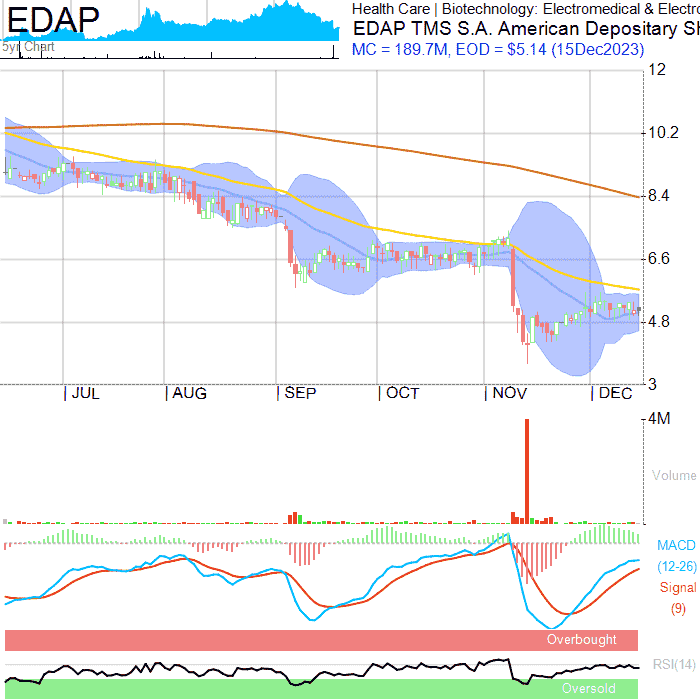 EDAP
5yr Chart
Health Care | Biotechnology: Electromedical & Electro
EDAP TMS S.A. American Depositary Sh
MC = 189.7M, EOD = $5.14 (15Dec2023)
12
10.2
8.4
6.6
4.8
3
JUL AUG SEP OCT NOV DEC
4M
Volume
MACD
(12-26)
Signal
(9)
Overbought
RSI(14)
Oversold